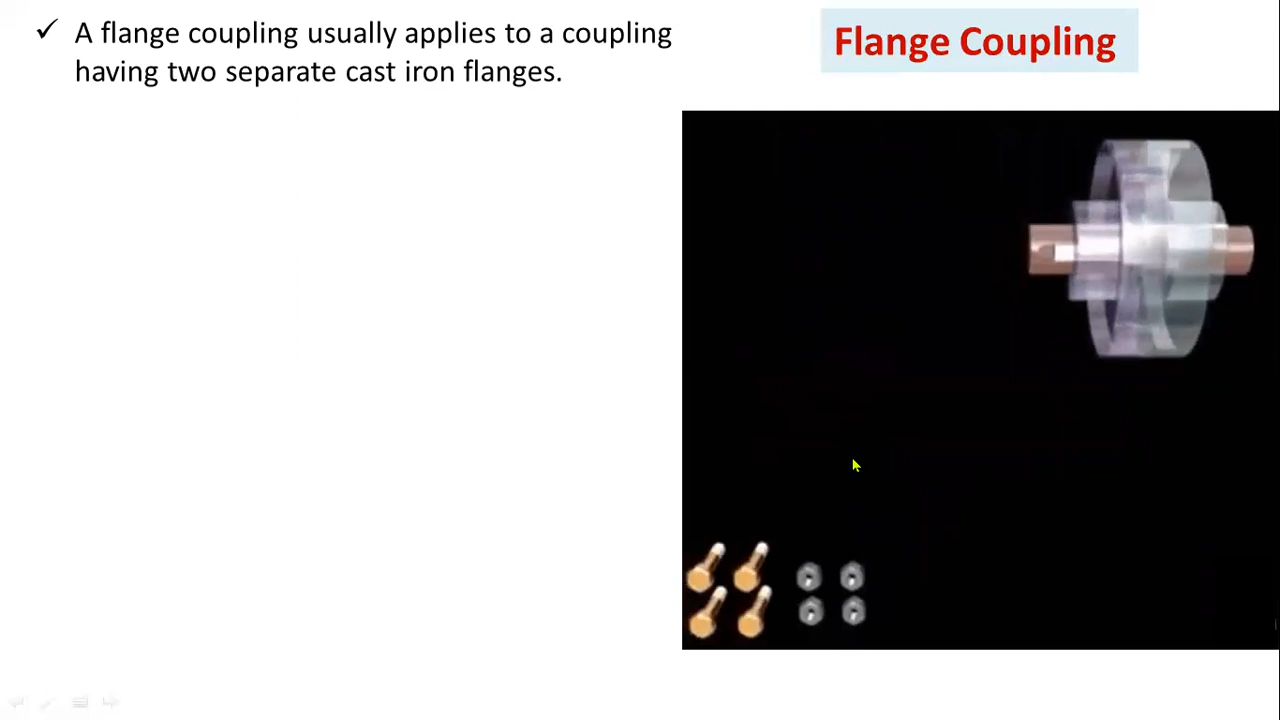 ✓ A flange coupling usually applies to a coupling
having two separate cast iron flanges.
Flange Coupling